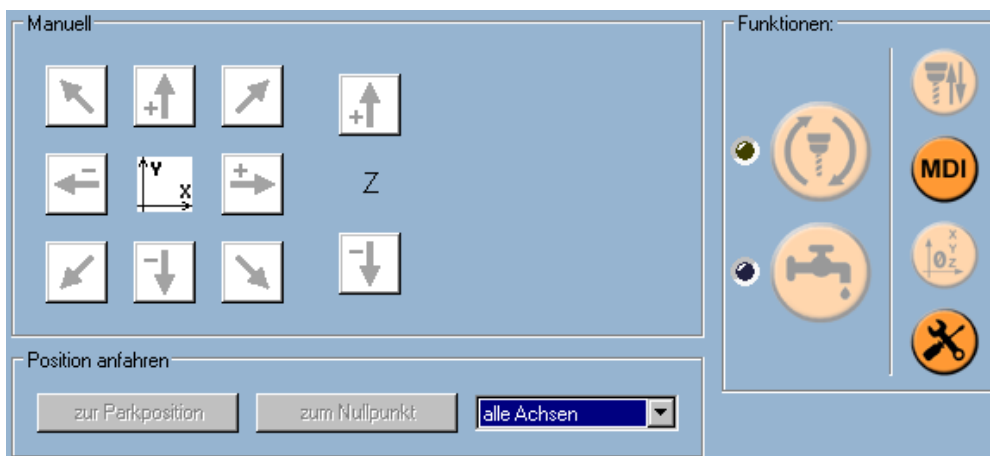 Manuell
Funktionen:
+
- Y X +
Z
+
-
-
MDI
X
Y
0 Z
Position anfahren
zur Parkposition
zum Nullpunkt
alle Achsen